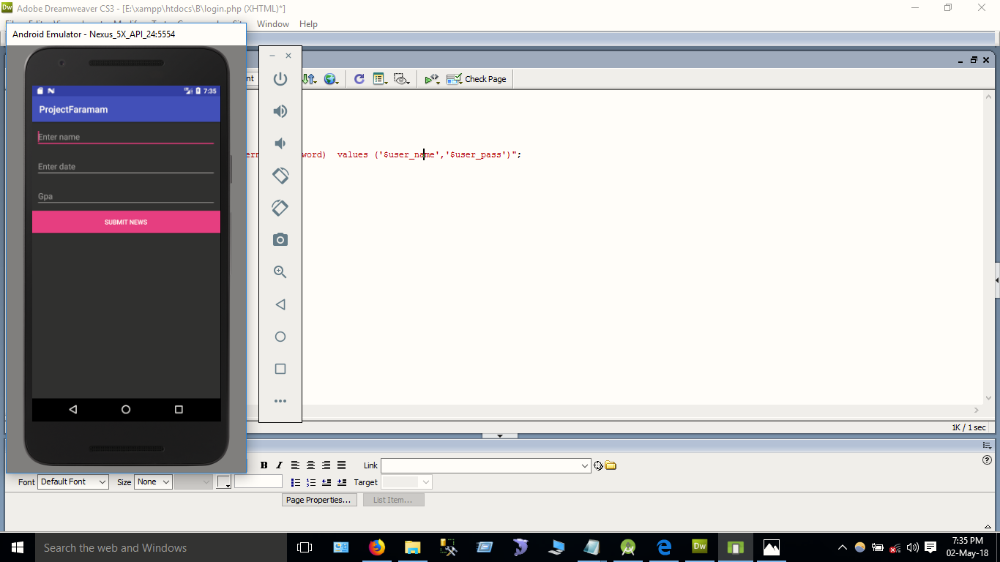 Adobe Dreamweaver CS3 - [E:\xampp\htdocs\B\login.php (XHTML)*]
Window Help
Android Emulator - Nexus_5X_API_24:5554
Check Page
7:35
ProjectFaramam
Enter name
Enter date
Gpa
SUBMIT NEWS
word) values ('$user_name','$user_pass')";
1K / 1 sec
Link
Font Default Font Size None Target
Page Properties... List Item...
Search the web and Windows
Dw
7:35 PM
02-May-18